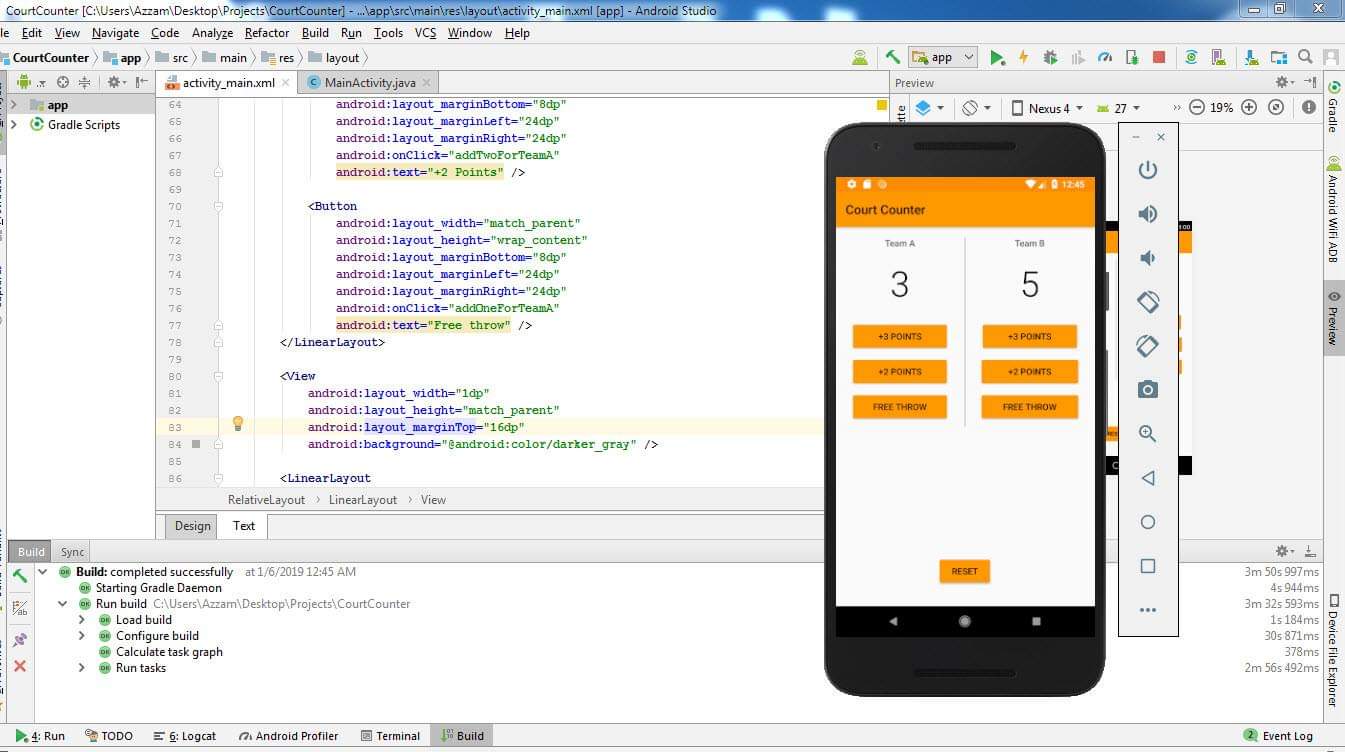 CourtCounter [C:\Users\Azzam\Desktop\Projects\CourtCounter] - ...\app\src\main\res\layout\activity_main.xml [app] - Android Studio
Edit View Navigate Code Analyze Refactor Build Run Tools VCS Window Help
CourtCounter app src main res layout
app
activity_main.xml MainActivity.java
Preview
app
Gradle Scripts
Nexus 4 27 19%
64 android:layout_marginBottom="8dp"
65 android:layout_marginLeft="24dp"
66 android:layout_marginRight="24dp"
67 android:onClick="addTwoForTeamA"
68 android:text="+2 Points" />
69
70 <Button
71 android:layout_width="match_parent"
72 android:layout_height="wrap_content"
73 android:layout_marginBottom="8dp"
74 android:layout_marginLeft="24dp"
75 android:layout_marginRight="24dp"
76 android:onClick="addOneForTeamA"
77 android:text="Free throw" />
78 </LinearLayout>
79
80 <View
81 android:layout_width="1dp"
82 android:layout_height="match_parent"
83 android:layout_marginTop="16dp"
84 android:background="@android:color/darker_gray" />
85
86 <LinearLayout
RelativeLayout LinearLayout View
Design Text
12:45
Court Counter
Team A Team B
3 5
+3 POINTS +3 POINTS
+2 POINTS +2 POINTS
FREE THROW FREE THROW
RESET
Gradle
Android WiFi ADB
Preview
Device File Explorer
Build Sync
Build: completed successfully at 1/6/2019 12:45 AM 3m 50s 997ms
Starting Gradle Daemon 4s 944ms
Run build C:\Users\Azzam\Desktop\Projects\CourtCounter 3m 32s 593ms
Load build 1s 184ms
Configure build 30s 871ms
Calculate task graph 378ms
Run tasks 2m 56s 492ms
4: Run TODO 6: Logcat Android Profiler Terminal Build 2 Event Log